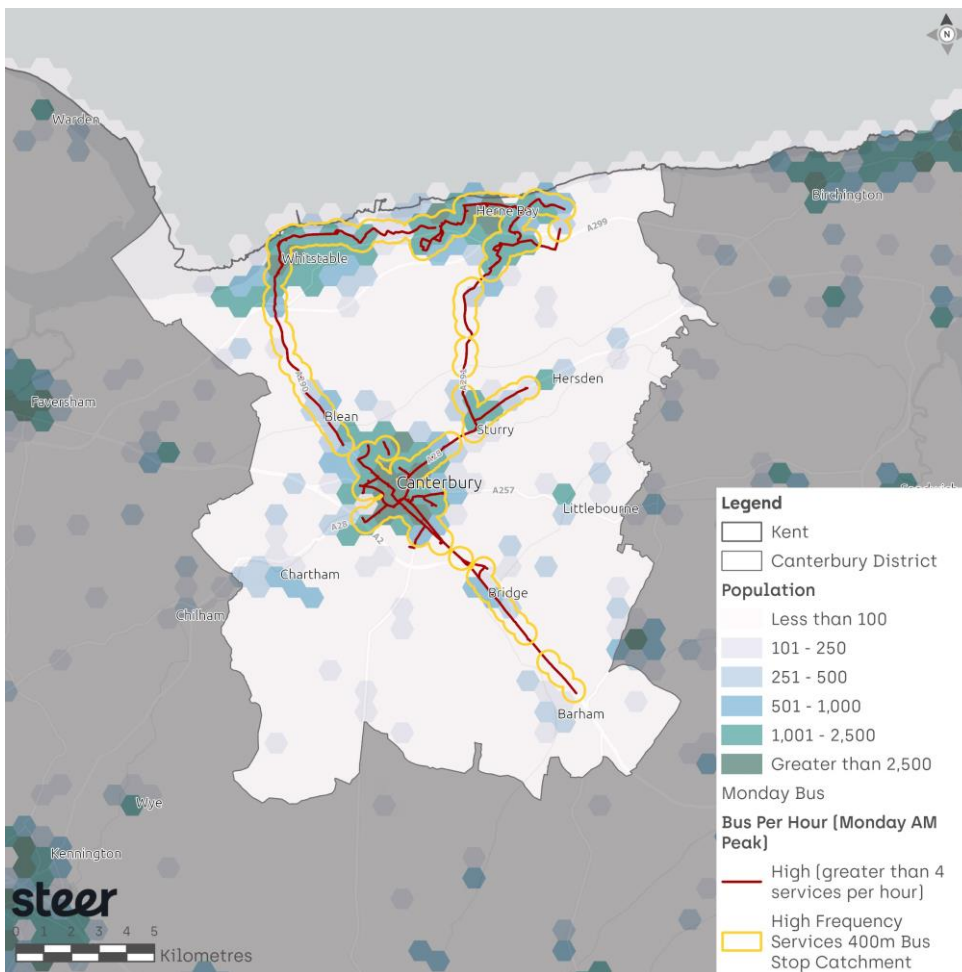 N
Warden
Birchington
Herne Bay
A299
Whitstable
Hersden
A290
A291
Blean
Faversham
Sturry
A28
Canterbury
A257
Littlebourne
A28
A2
Chartham
Bridge
Chilham
Barham
Wye
Kennington
steer
0 1 2 3 4 5
Kilometres
Legend
Kent
Canterbury District
Population
Less than 100
101 - 250
251 - 500
501 - 1,000
1,001 - 2,500
Greater than 2,500
Monday Bus
Bus Per Hour (Monday AM
Peak)
High (greater than 4
services per hour)
High Frequency
Services 400m Bus
Stop Catchment